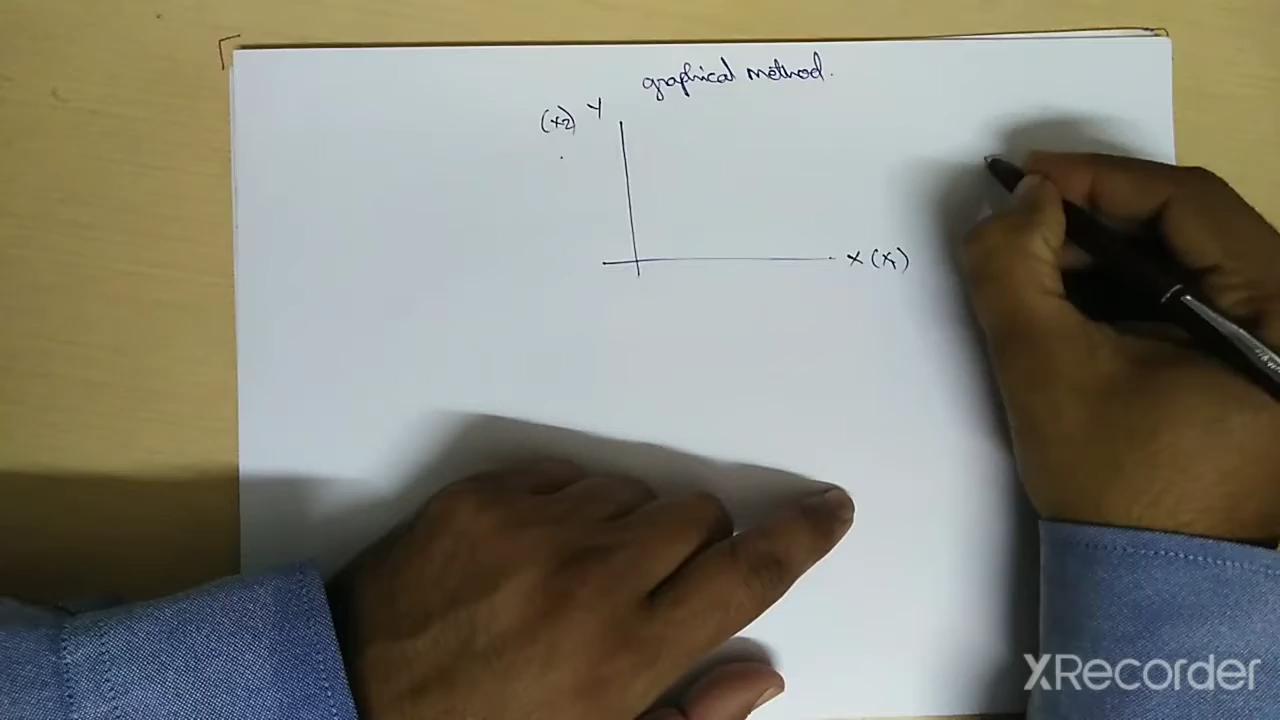 graphical method.
(x2) Y
X (x1)
XRecorder